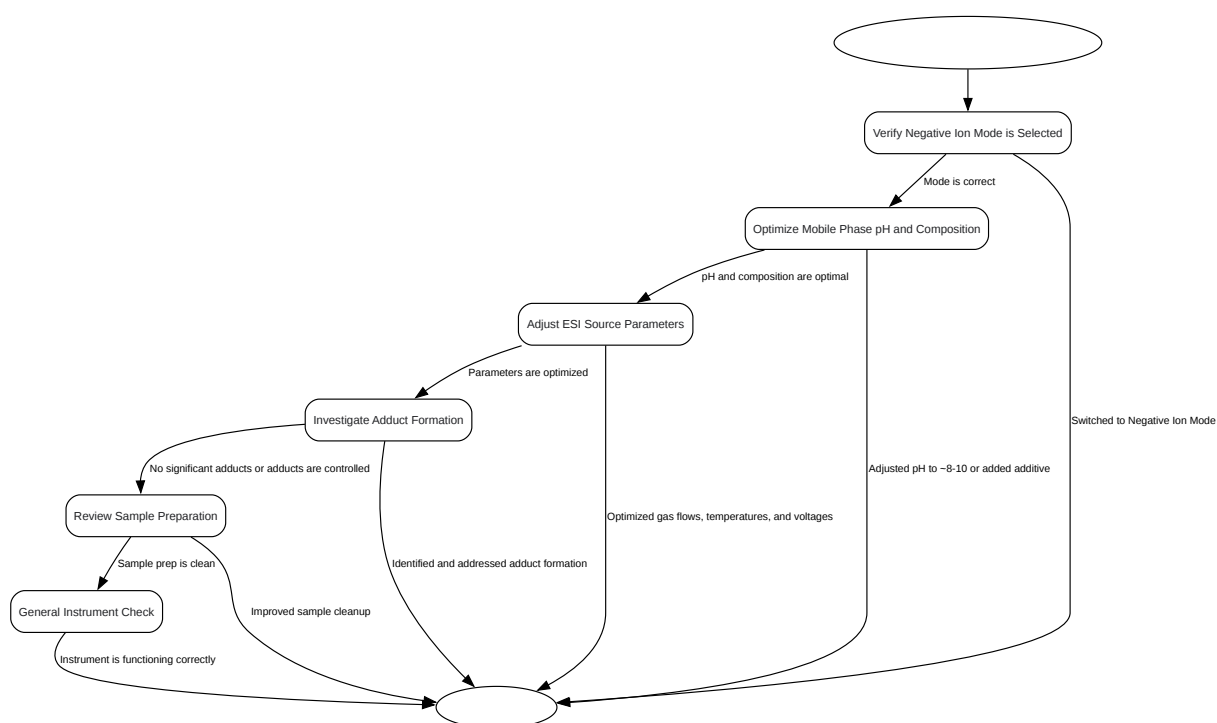 Verify Negative Ion Mode is Selected
Mode is correct
Optimize Mobile Phase pH and Composition
pH and composition are optimal
Adjust ESI Source Parameters
Parameters are optimized
Investigate Adduct Formation
Switched to Negative Ion Mode
No significant adducts or adducts are controlled
Adjusted pH to ~8-10 or added additive
Review Sample Preparation
Optimized gas flows, temperatures, and voltages
Sample prep is clean
Identified and addressed adduct formation
General Instrument Check
Improved sample cleanup
Instrument is functioning correctly